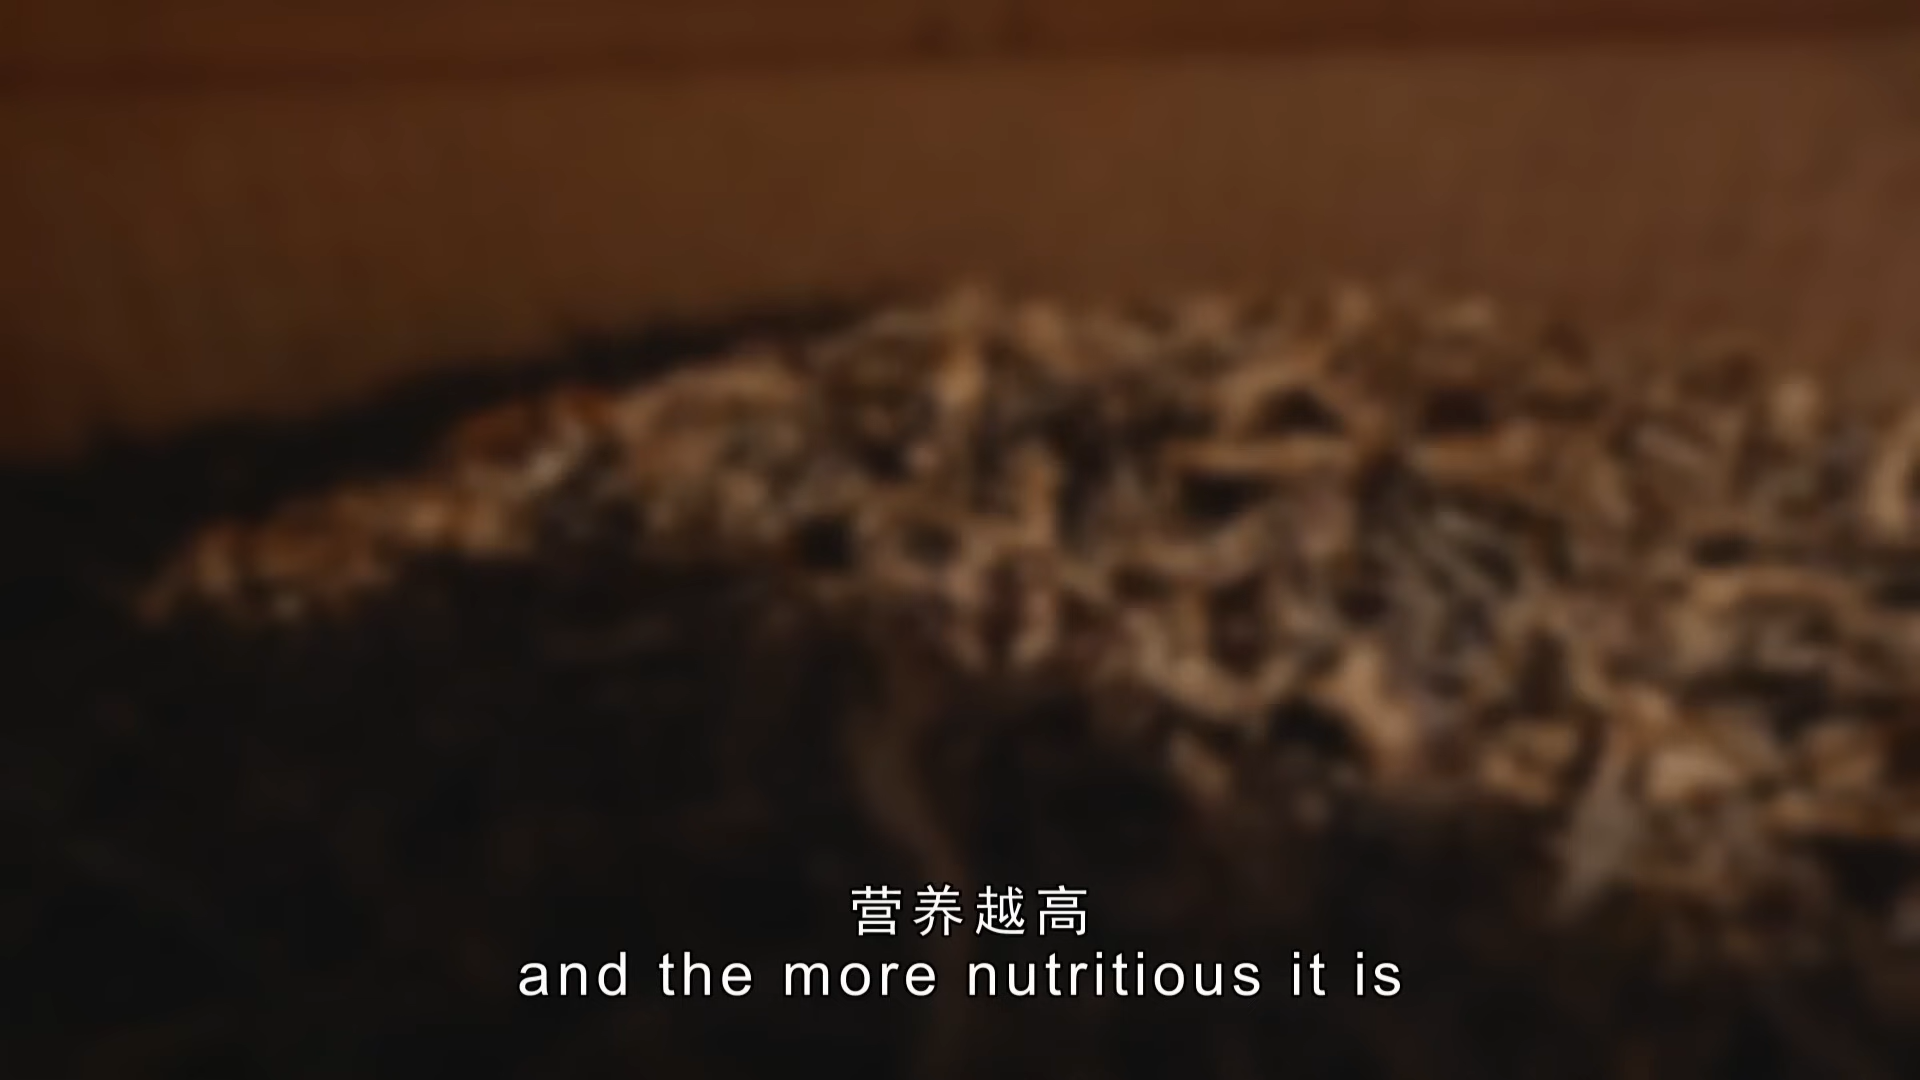 营养越高
and the more nutritious it is